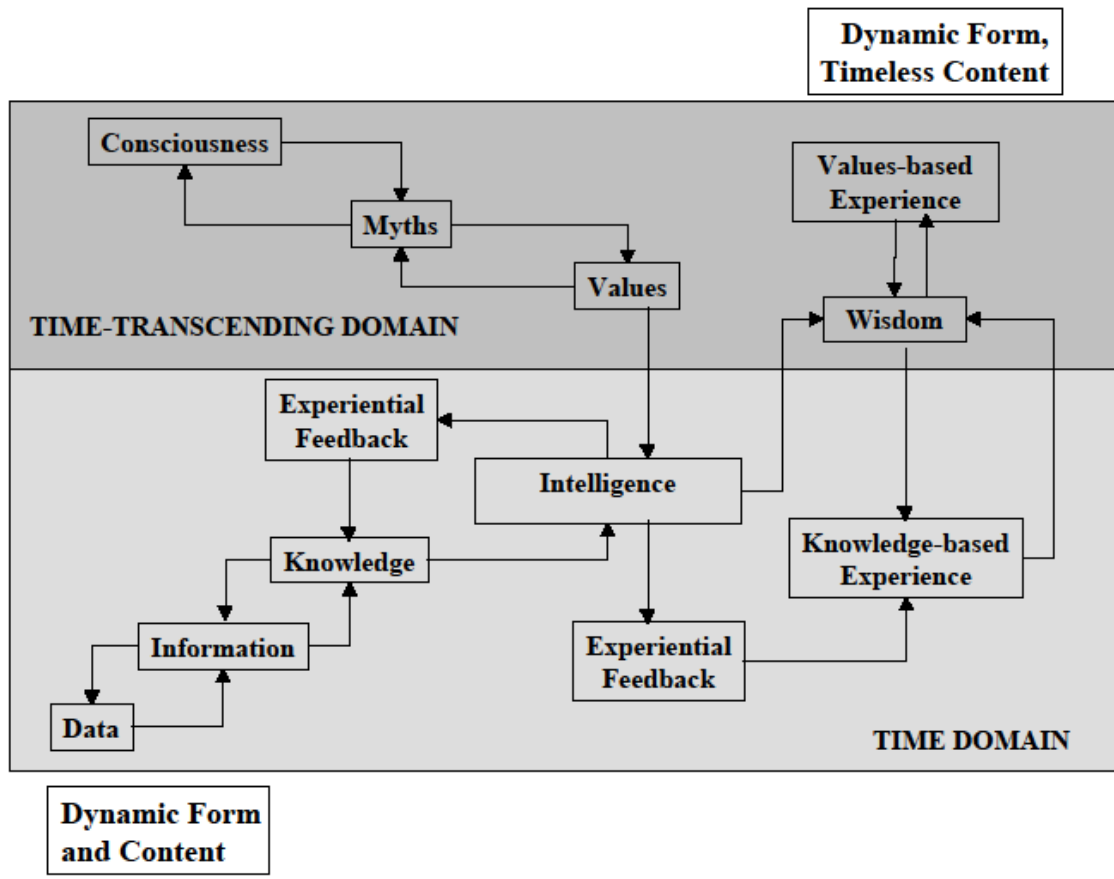 Dynamic Form,
Timeless Content
Consciousness
Values-based
Experience
Myths
Values
Wisdom
TIME-TRANSCENDING DOMAIN
Experiential
Feedback
Intelligence
Knowledge
Knowledge-based
Experience
Information
Experiential
Feedback
Data
TIME DOMAIN
Dynamic Form
and Content